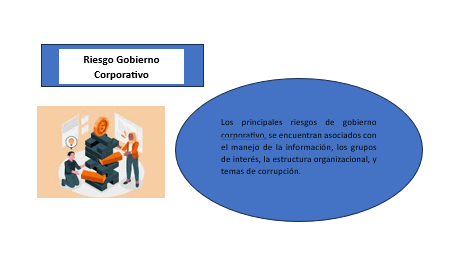 Riesgo Gobierno
Corporativo
Los principales riesgos de gobierno
corporativo, se encuentran asociados con
el manejo de la información, los grupos
de interés, la estructura organizacional, y
temas de corrupción.